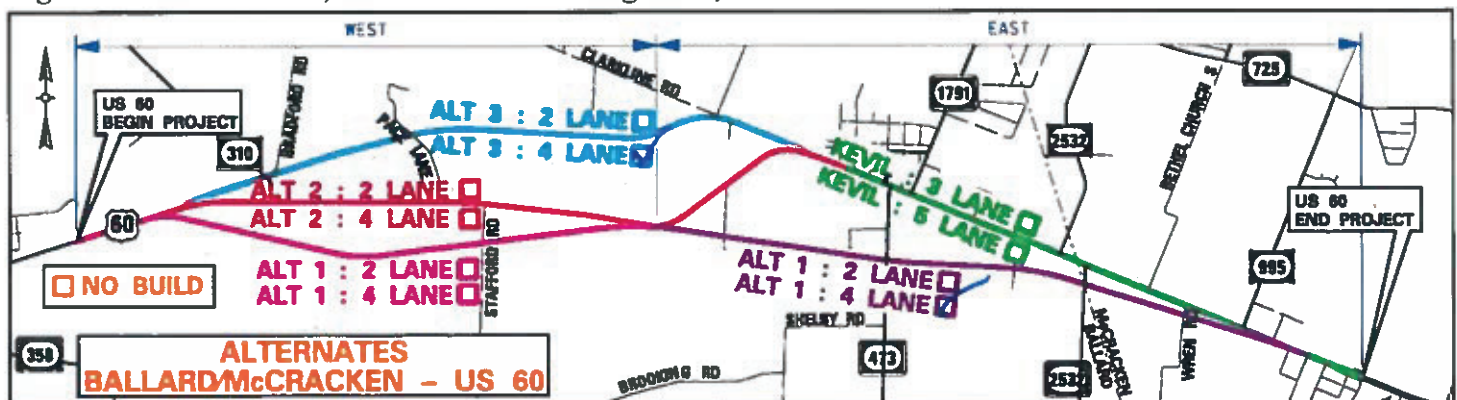 WEST
EAST
CLARKLINE RD
725
1791
US 60
BEGIN PROJECT
ALT 3 : 2 LANE
ALT 3 : 4 LANE
PACE LANE
310
2532
BETHEL CHURCH
KEVIL : 3 LANE
KEVIL : 5 LANE
ALT 2 : 2 LANE
ALT 2 : 4 LANE
US 60
END PROJECT
60
STAFFORD RD
ALT 1 : 2 LANE
ALT 1 : 4 LANE
ALT 1 : 2 LANE
ALT 1 : 4 LANE
995
NO BUILD
SHELBY RD
McCRACKEN
BALLARD
WREN RD
358
ALTERNATES
BALLARD/McCRACKEN - US 60
BROOKING RD
473
2532